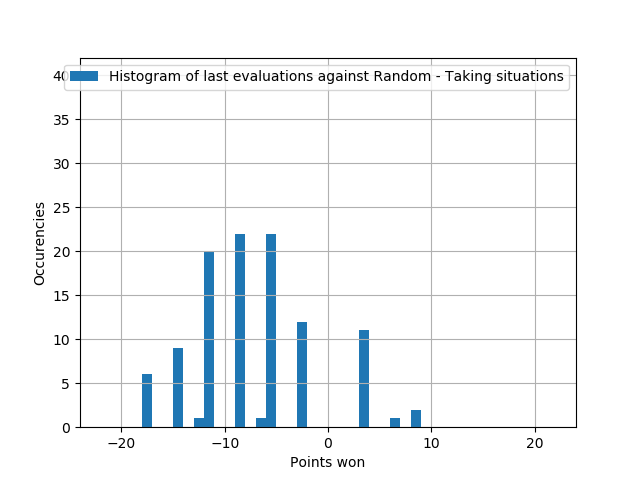 Histogram of last evaluations against Random - Taking situations
40
35
30
25
20
15
10
5
0
Occurencies
−20 −10 0 10 20
Points won